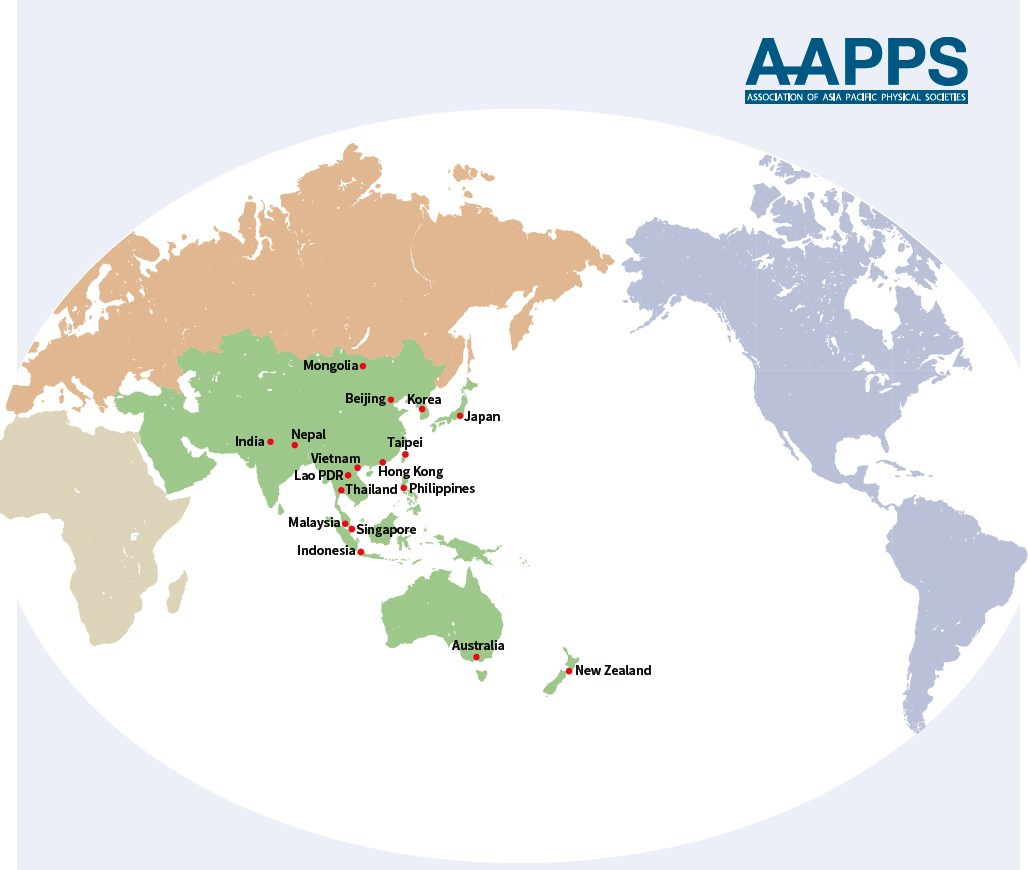 AAPPS
ASSOCIATION OF ASIA PACIFIC PHYSICAL SOCIETIES
Mongolia
Beijing
Korea
Japan
India
Nepal
Taipei
Vietnam
Hong Kong
Lao PDR
Thailand
Philippines
Malaysia
Singapore
Indonesia
Australia
New Zealand